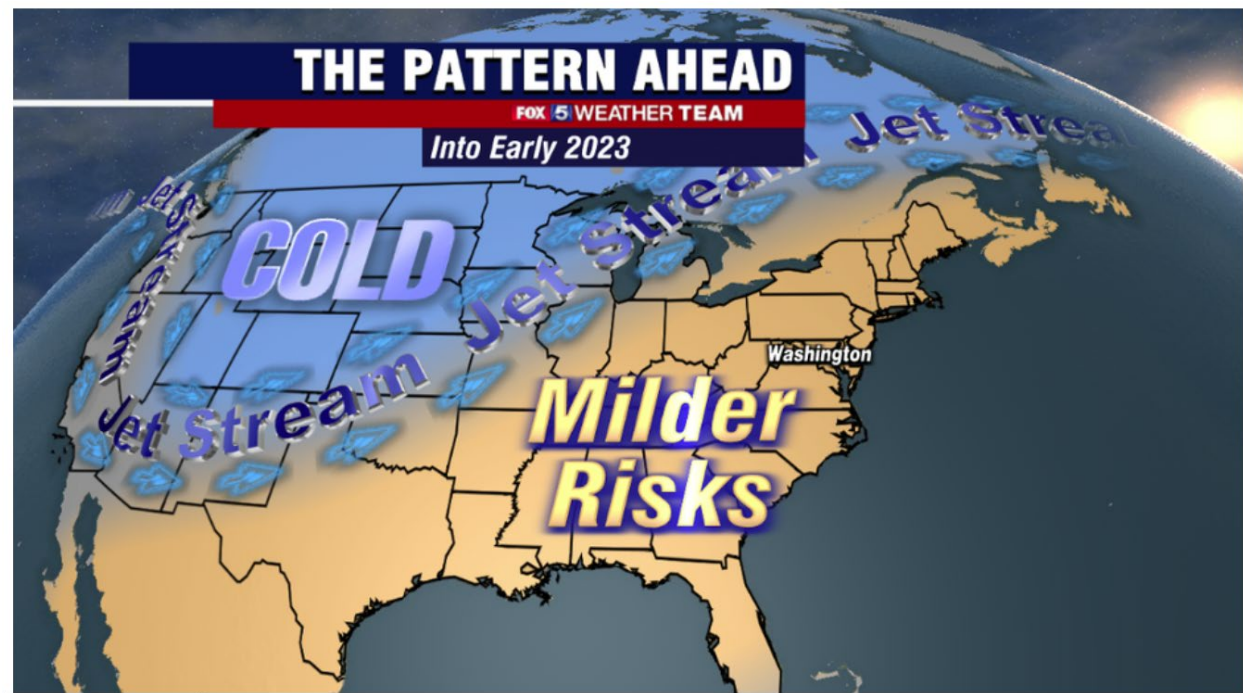 THE PATTERN AHEAD
FOX 5 WEATHER TEAM
Into Early 2023
Jet Stream
Jet Stream
COLD
Jet Stream
Jet Stream
Washington
Milder
Risks